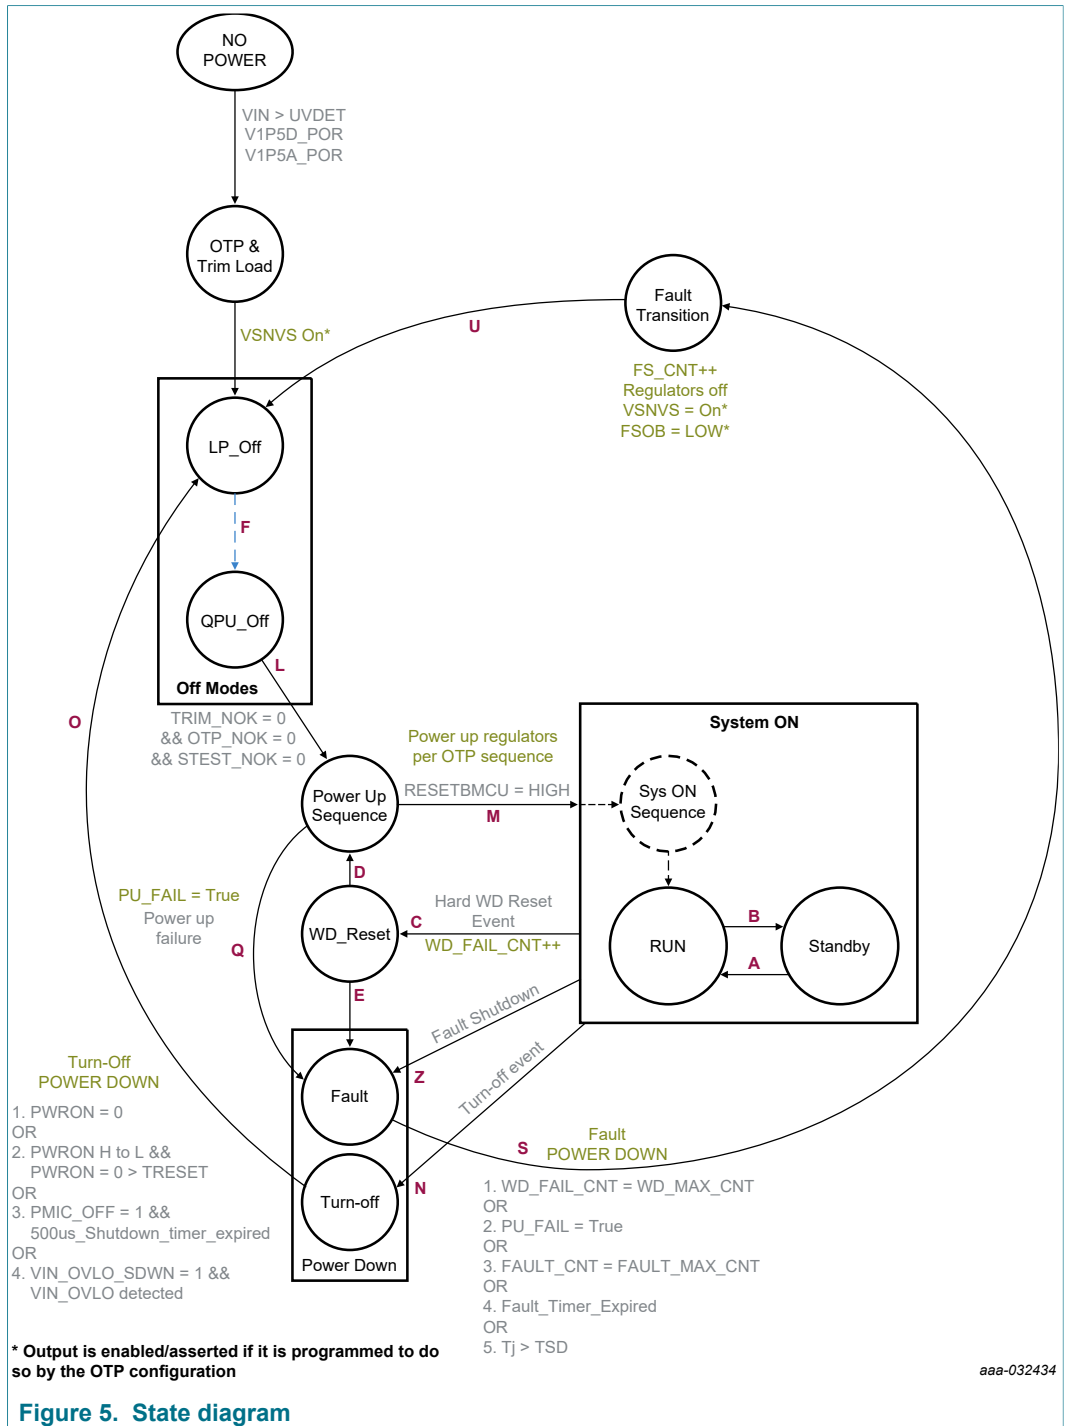 NO
POWER
VIN > UVDET
V1P5D_POR
V1P5A_POR
OTP &
Trim Load
VSNVS On*
Fault
Transition
U
FS_CNT++
Regulators off
VSNVS = On*
FSOB = LOW*
LP_Off
F
QPU_Off
L
Off Modes
O
TRIM_NOK = 0
&& OTP_NOK = 0
&& STEST_NOK = 0
Power up regulators
per OTP sequence
System ON
Power Up
Sequence
RESETBMCU = HIGH
M
Sys ON
Sequence
D
PU_FAIL = True
Power up
failure
Q
WD_Reset
C
Hard WD Reset
Event
WD_FAIL_CNT++
RUN
B
A
Standby
E
Fault Shutdown
Z
Turn-off event
Fault
S
Fault
POWER DOWN
N
Turn-off
Power Down
Turn-Off
POWER DOWN
1. PWRON = 0
OR
2. PWRON H to L &&
PWRON = 0 > TRESET
OR
3. PMIC_OFF = 1 &&
500us_Shutdown_timer_expired
OR
4. VIN_OVLO_SDWN = 1 &&
VIN_OVLO detected
1. WD_FAIL_CNT = WD_MAX_CNT
OR
2. PU_FAIL = True
OR
3. FAULT_CNT = FAULT_MAX_CNT
OR
4. Fault_Timer_Expired
OR
5. Tj > TSD
* Output is enabled/asserted if it is programmed to do
so by the OTP configuration
aaa-032434
Figure 5. State diagram